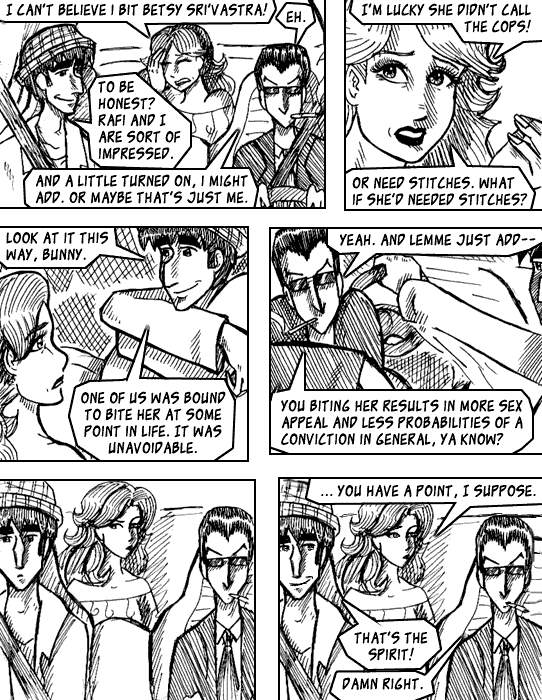 I CAN'T BELIEVE I BIT BETSY SRI'VASTRA!
EH.
TO BE
HONEST?
RAFI AND I
ARE SORT OF
IMPRESSED.
AND A LITTLE TURNED ON, I MIGHT
ADD. OR MAYBE THAT'S JUST ME.
I'M LUCKY SHE DIDN'T CALL
THE COPS!
OR NEED STITCHES. WHAT
IF SHE'D NEEDED STITCHES?
LOOK AT IT THIS
WAY, BUNNY.
ONE OF US WAS BOUND
TO BITE HER AT SOME
POINT IN LIFE. IT WAS
UNAVOIDABLE.
YEAH. AND LEMME JUST ADD--
YOU BITING HER RESULTS IN MORE SEX
APPEAL AND LESS PROBABILITIES OF A
CONVICTION IN GENERAL, YA KNOW?
... YOU HAVE A POINT, I SUPPOSE.
THAT'S THE
SPIRIT!
DAMN RIGHT.